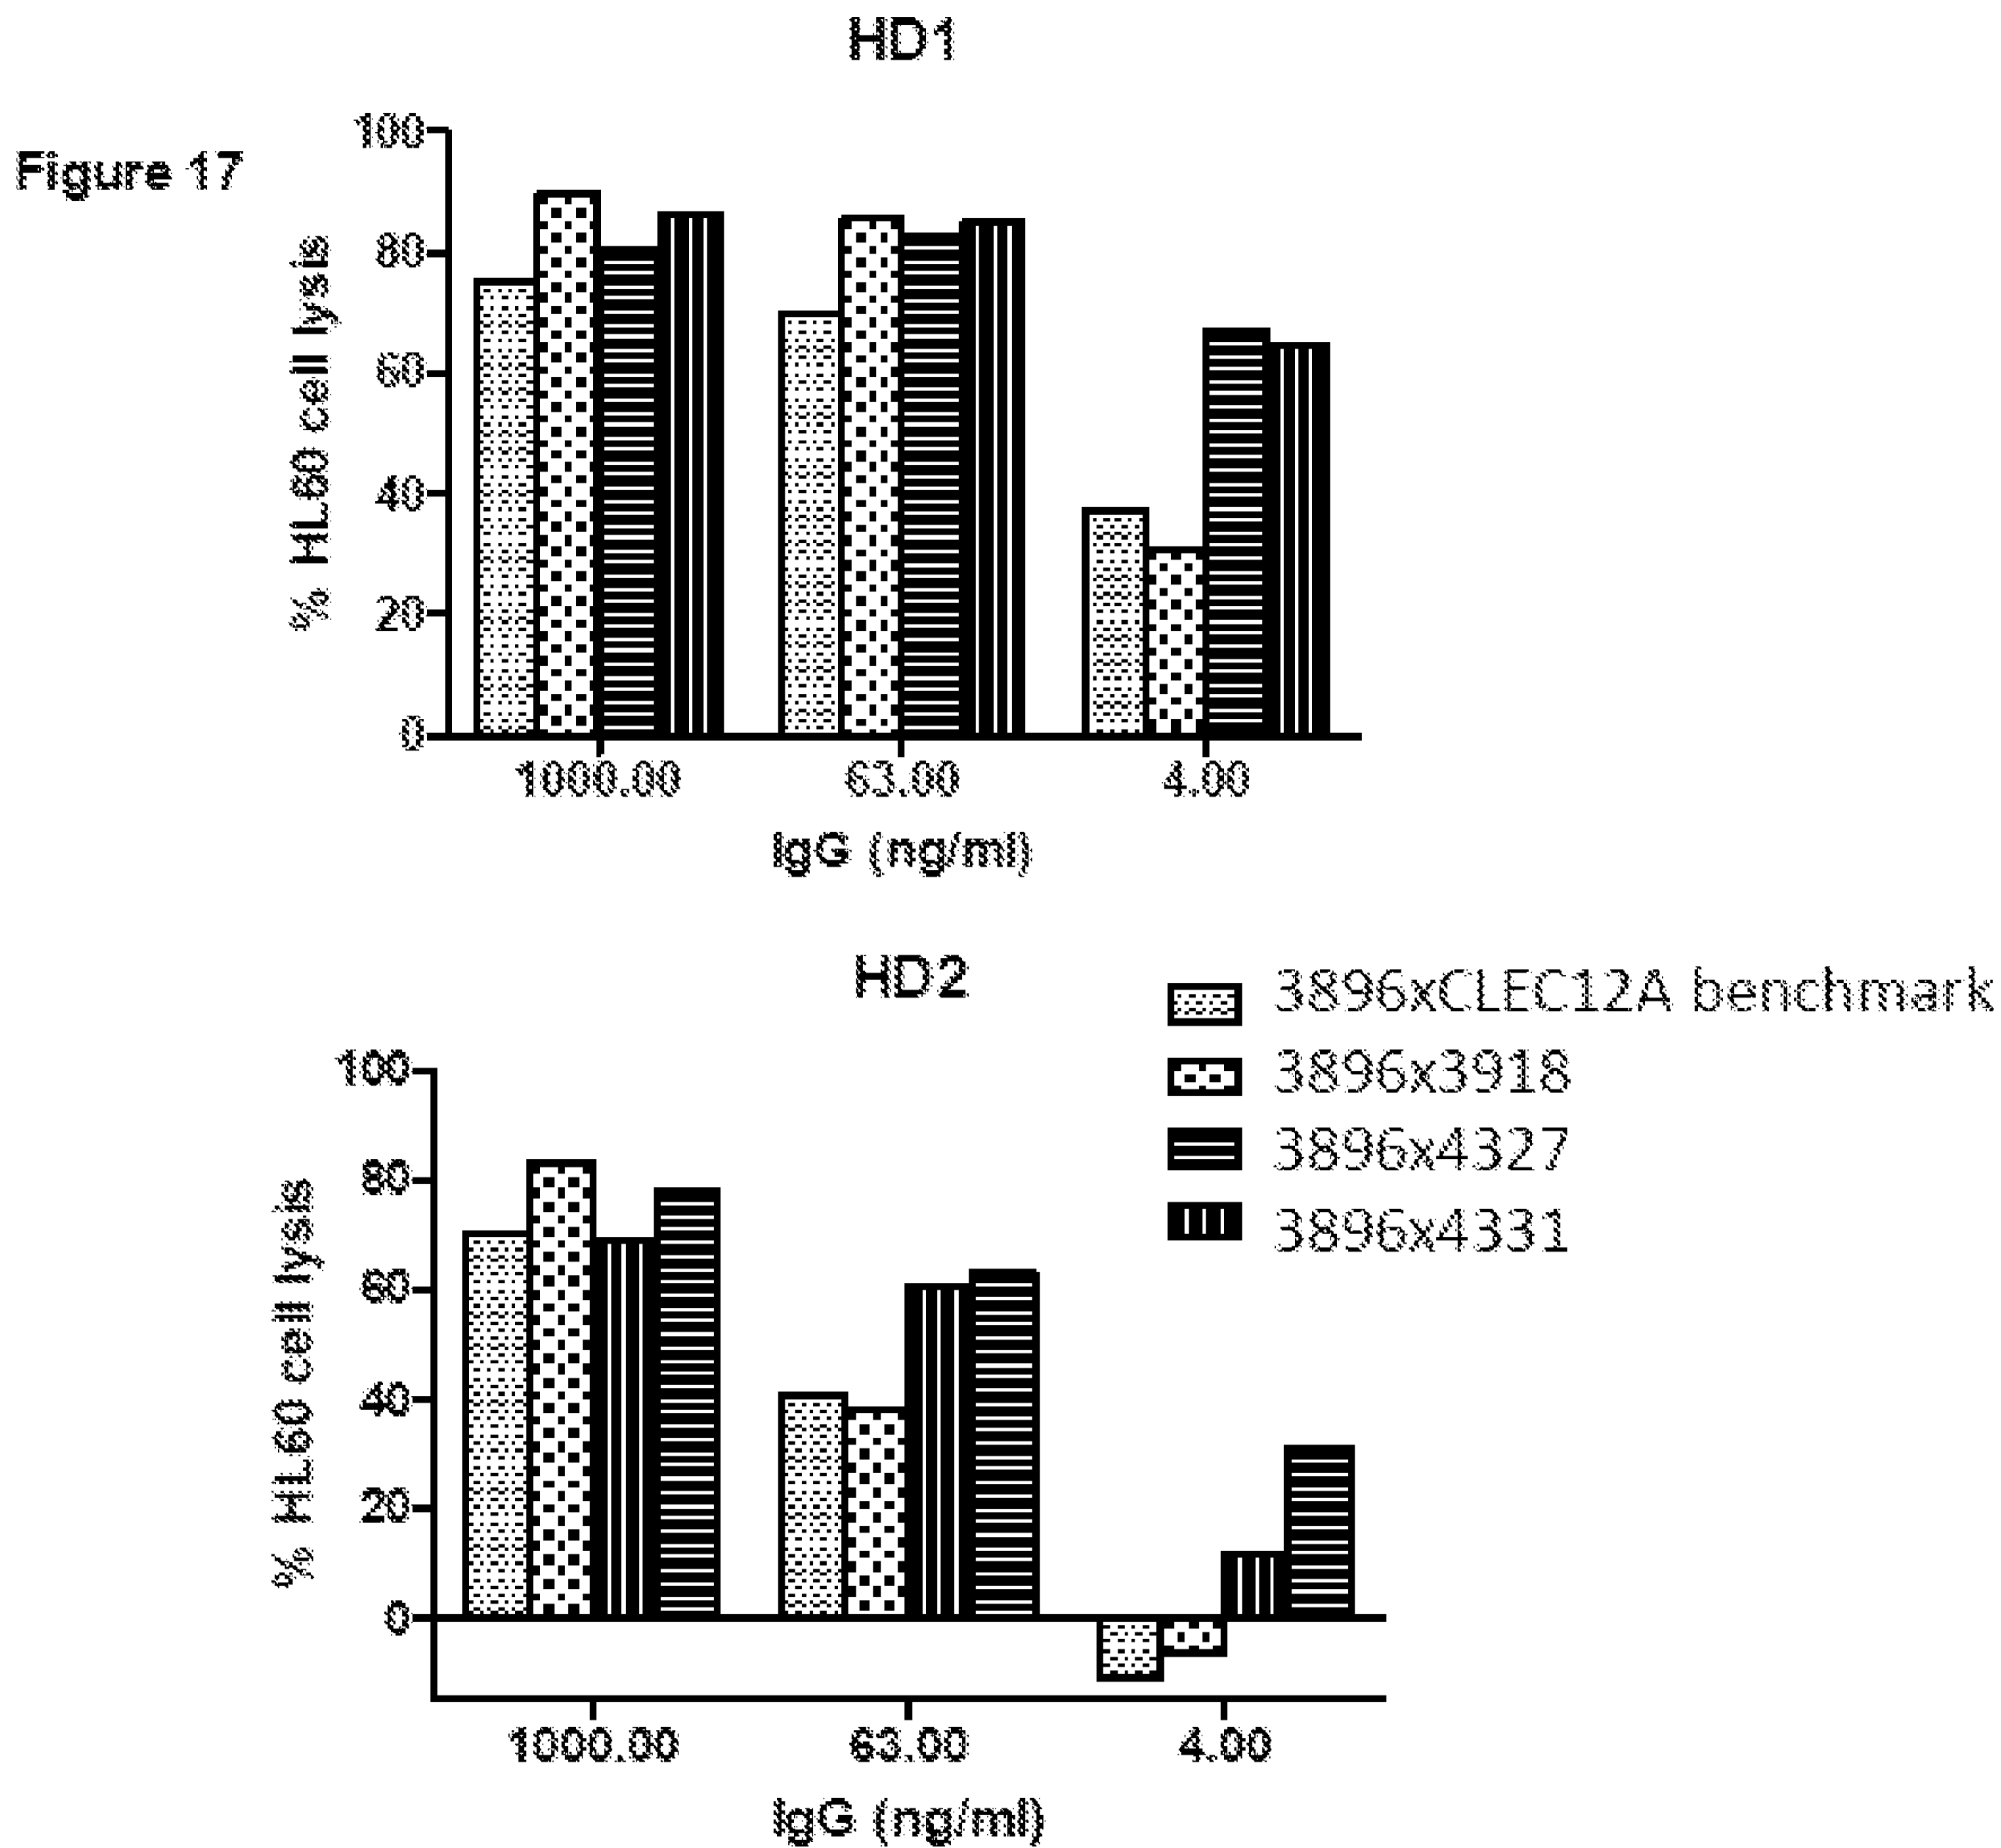 HD1
Figure 17
% HL60 cell lysis
100
80
60
40
20
0
1000.00
63.00
4.00
IgG (ng/ml)
HD2
3896xCLEC12A benchmark
3896x3918
3896x4327
3896x4331
% HL60 cell lysis
100
80
60
40
20
0
1000.00
63.00
4.00
IgG (ng/ml)